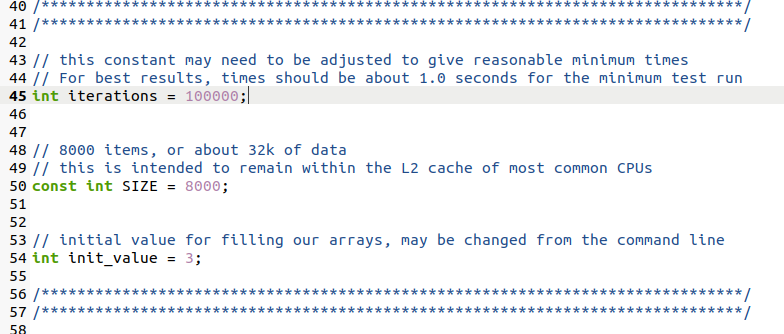 40 /******************************************************************************/
41 /******************************************************************************/
42
43 // this constant may need to be adjusted to give reasonable minimum times
44 // For best results, times should be about 1.0 seconds for the minimum test run
45 int iterations = 100000;
46
47
48 // 8000 items, or about 32k of data
49 // this is intended to remain within the L2 cache of most common CPUs
50 const int SIZE = 8000;
51
52
53 // initial value for filling our arrays, may be changed from the command line
54 int init_value = 3;
55
56 /******************************************************************************/
57 /******************************************************************************/
58